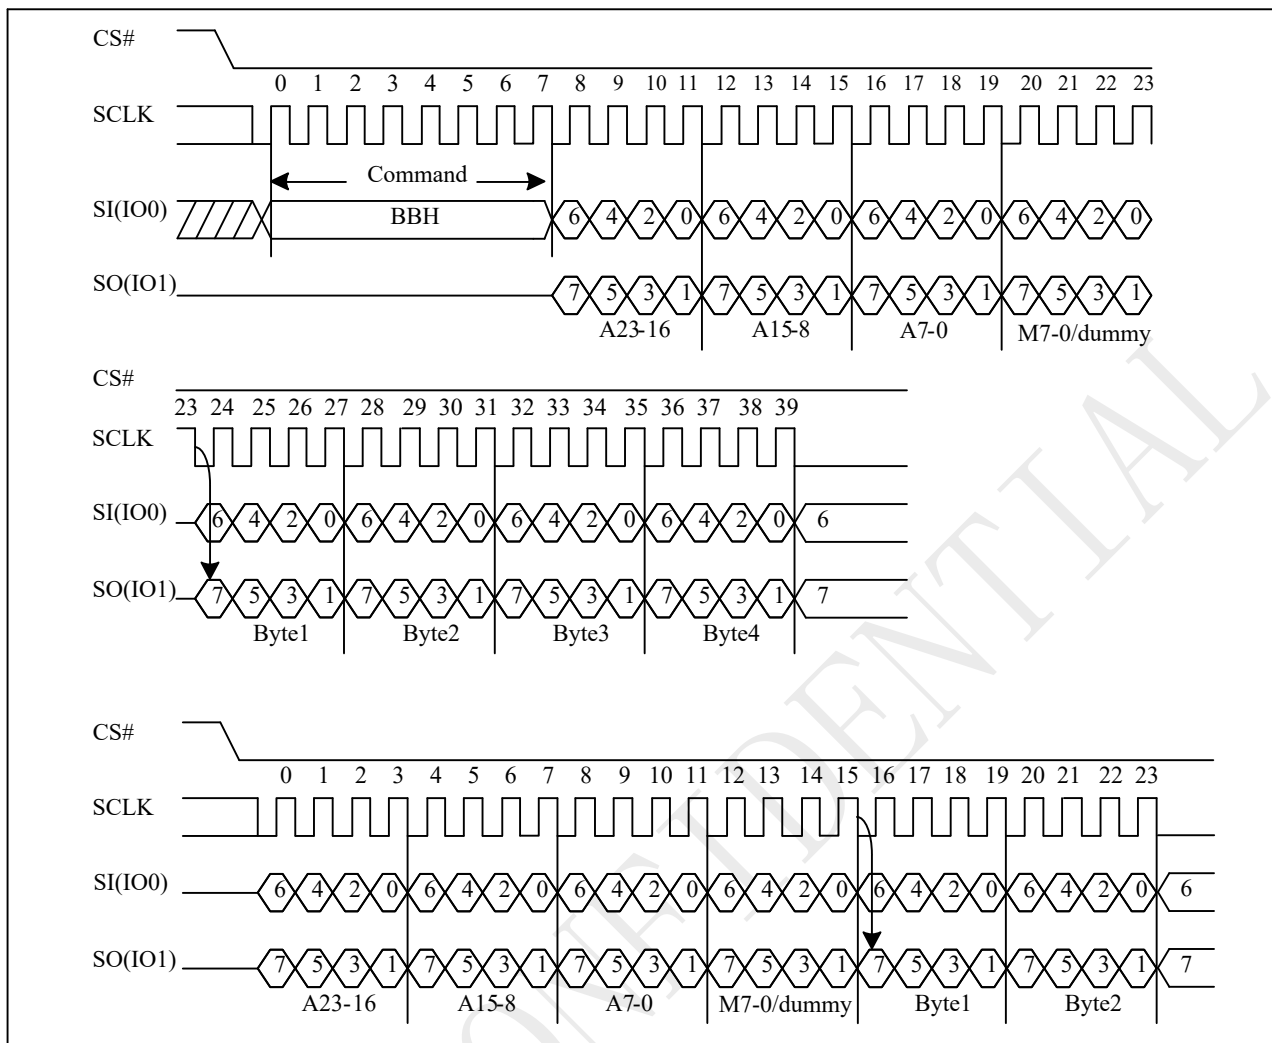 CS#
0 1 2 3 4 5 6 7 8 9 10 11 12 13 14 15 16 17 18 19 20 21 22 23
SCLK
Command
SI(IO0) BBH 6 4 2 0 6 4 2 0 6 4 2 0 6 4 2 0
SO(IO1) 7 5 3 1 7 5 3 1 7 5 3 1 7 5 3 1
A23-16 A15-8 A7-0 M7-0/dummy
CS#
23 24 25 26 27 28 29 30 31 32 33 34 35 36 37 38 39
SCLK
SI(IO0) 6 4 2 0 6 4 2 0 6 4 2 0 6 4 2 0 6
SO(IO1) 7 5 3 1 7 5 3 1 7 5 3 1 7 5 3 1 7
Byte1 Byte2 Byte3 Byte4
CS#
0 1 2 3 4 5 6 7 8 9 10 11 12 13 14 15 16 17 18 19 20 21 22 23
SCLK
SI(IO0) 6 4 2 0 6 4 2 0 6 4 2 0 6 4 2 0 6 4 2 0 6 4 2 0 6
SO(IO1) 7 5 3 1 7 5 3 1 7 5 3 1 7 5 3 1 7 5 3 1 7 5 3 1 7
A23-16 A15-8 A7-0 M7-0/dummy Byte1 Byte2
ONFIDENTIAL